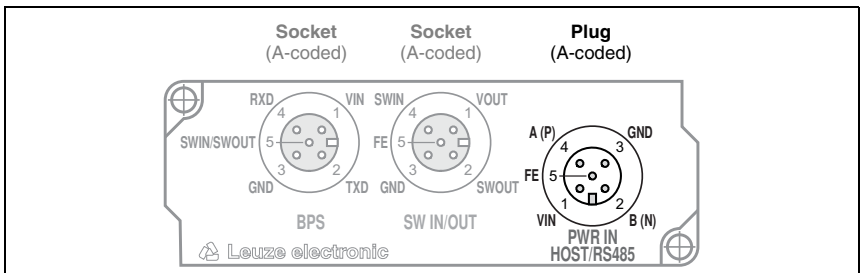 Socket Socket Plug
(A-coded) (A-coded) (A-coded)
RXD VIN SWIN VOUT
4 1 4 1
A (P) GND
4 3
SWIN/SWOUT 5 FE 5
FE 5
3 2 3 2
GND TXD GND SWOUT
1 2
VIN B (N)
BPS SW IN/OUT PWR IN
HOST/RS485
Leuze electronic